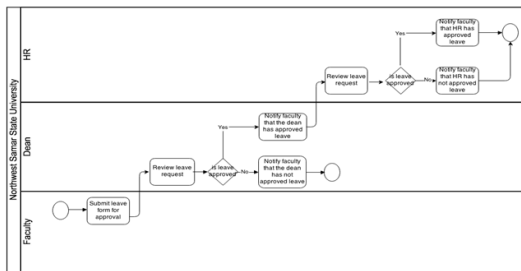 Northwest Samar State University
HR
Yes
Notify faculty
that HR has
approved
leave
Review leave
request
is leave
approved
No
Notify faculty
that HR has
not approved
leave
Dean
Yes
Notify faculty
that the dean
has approved
leave
Review leave
request
is leave
approved
No
Notify faculty
that the dean
has not
approved leave
Faculty
Submit leave
form for
approval